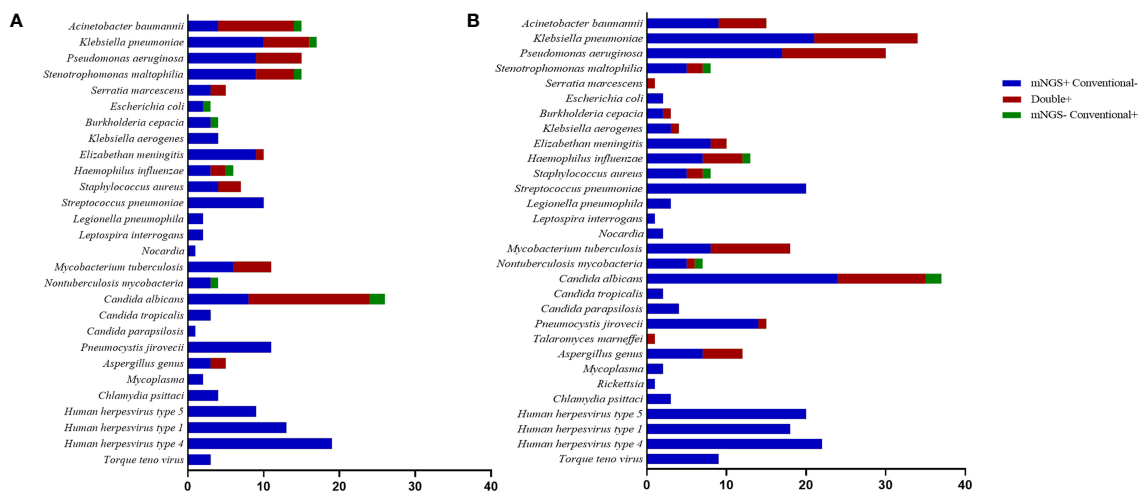 A
Acinetobacter baumannii
Klebsiella pneumoniae
Pseudomonas aeruginosa
Stenotrophomonas maltophilia
Serratia marcescens
Escherichia coli
Burkholderia cepacia
Klebsiella aerogenes
Elizabethan meningitis
Haemophilus influenzae
Staphylococcus aureus
Streptococcus pneumoniae
Legionella pneumophila
Leptospira interrogans
Nocardia
Mycobacterium tuberculosis
Nontuberculosis mycobacteria
Candida albicans
Candida tropicalis
Candida parapsilosis
Pneumocystis jirovecii
Aspergillus genus
Mycoplasma
Chlamydia psittaci
Human herpesvirus type 5
Human herpesvirus type 1
Human herpesvirus type 4
Torque teno virus
0 10 20 30 40
B
Acinetobacter baumannii
Klebsiella pneumoniae
Pseudomonas aeruginosa
Stenotrophomonas maltophilia
Serratia marcescens
Escherichia coli
Burkholderia cepacia
Klebsiella aerogenes
Elizabethan meningitis
Haemophilus influenzae
Staphylococcus aureus
Streptococcus pneumoniae
Legionella pneumophila
Leptospira interrogans
Nocardia
Mycobacterium tuberculosis
Nontuberculosis mycobacteria
Candida albicans
Candida tropicalis
Candida parapsilosis
Pneumocystis jirovecii
Talaromyces marneffei
Aspergillus genus
Mycoplasma
Rickettsia
Chlamydia psittaci
Human herpesvirus type 5
Human herpesvirus type 1
Human herpesvirus type 4
Torque teno virus
0 10 20 30 40
mNGS+ Conventional-
Double+
mNGS- Conventional+